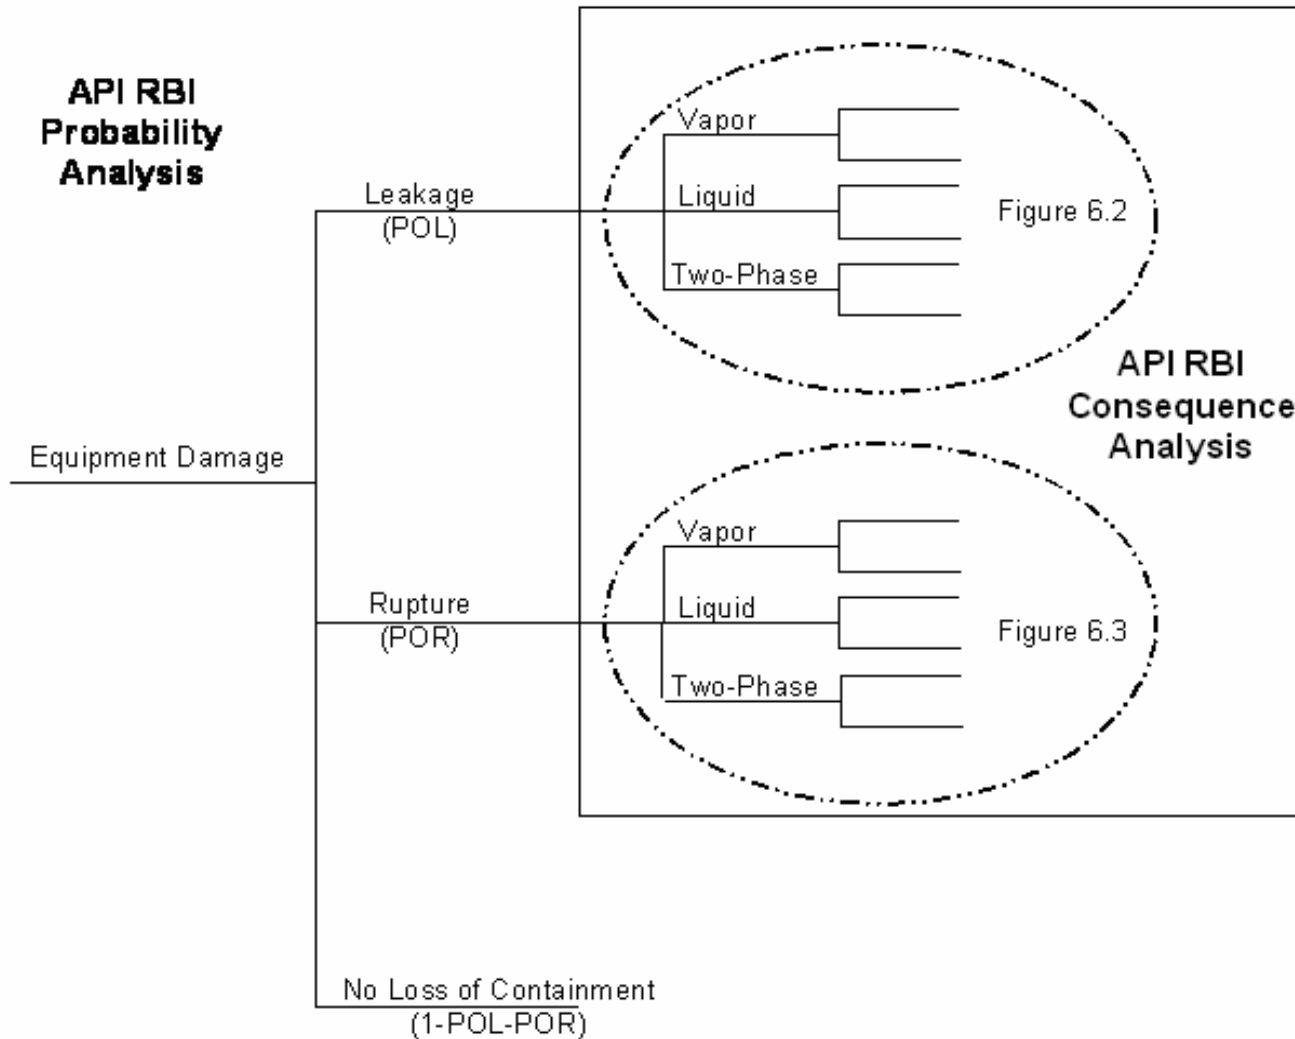 API RBI
Probability
Analysis
Vapor
Leakage
(POL)
Liquid
Figure 6.2
Two-Phase
API RBI
Consequence
Analysis
Equipment Damage
Vapor
Rupture
(POR)
Liquid
Figure 6.3
Two-Phase
No Loss of Containment
(1-POL-POR)